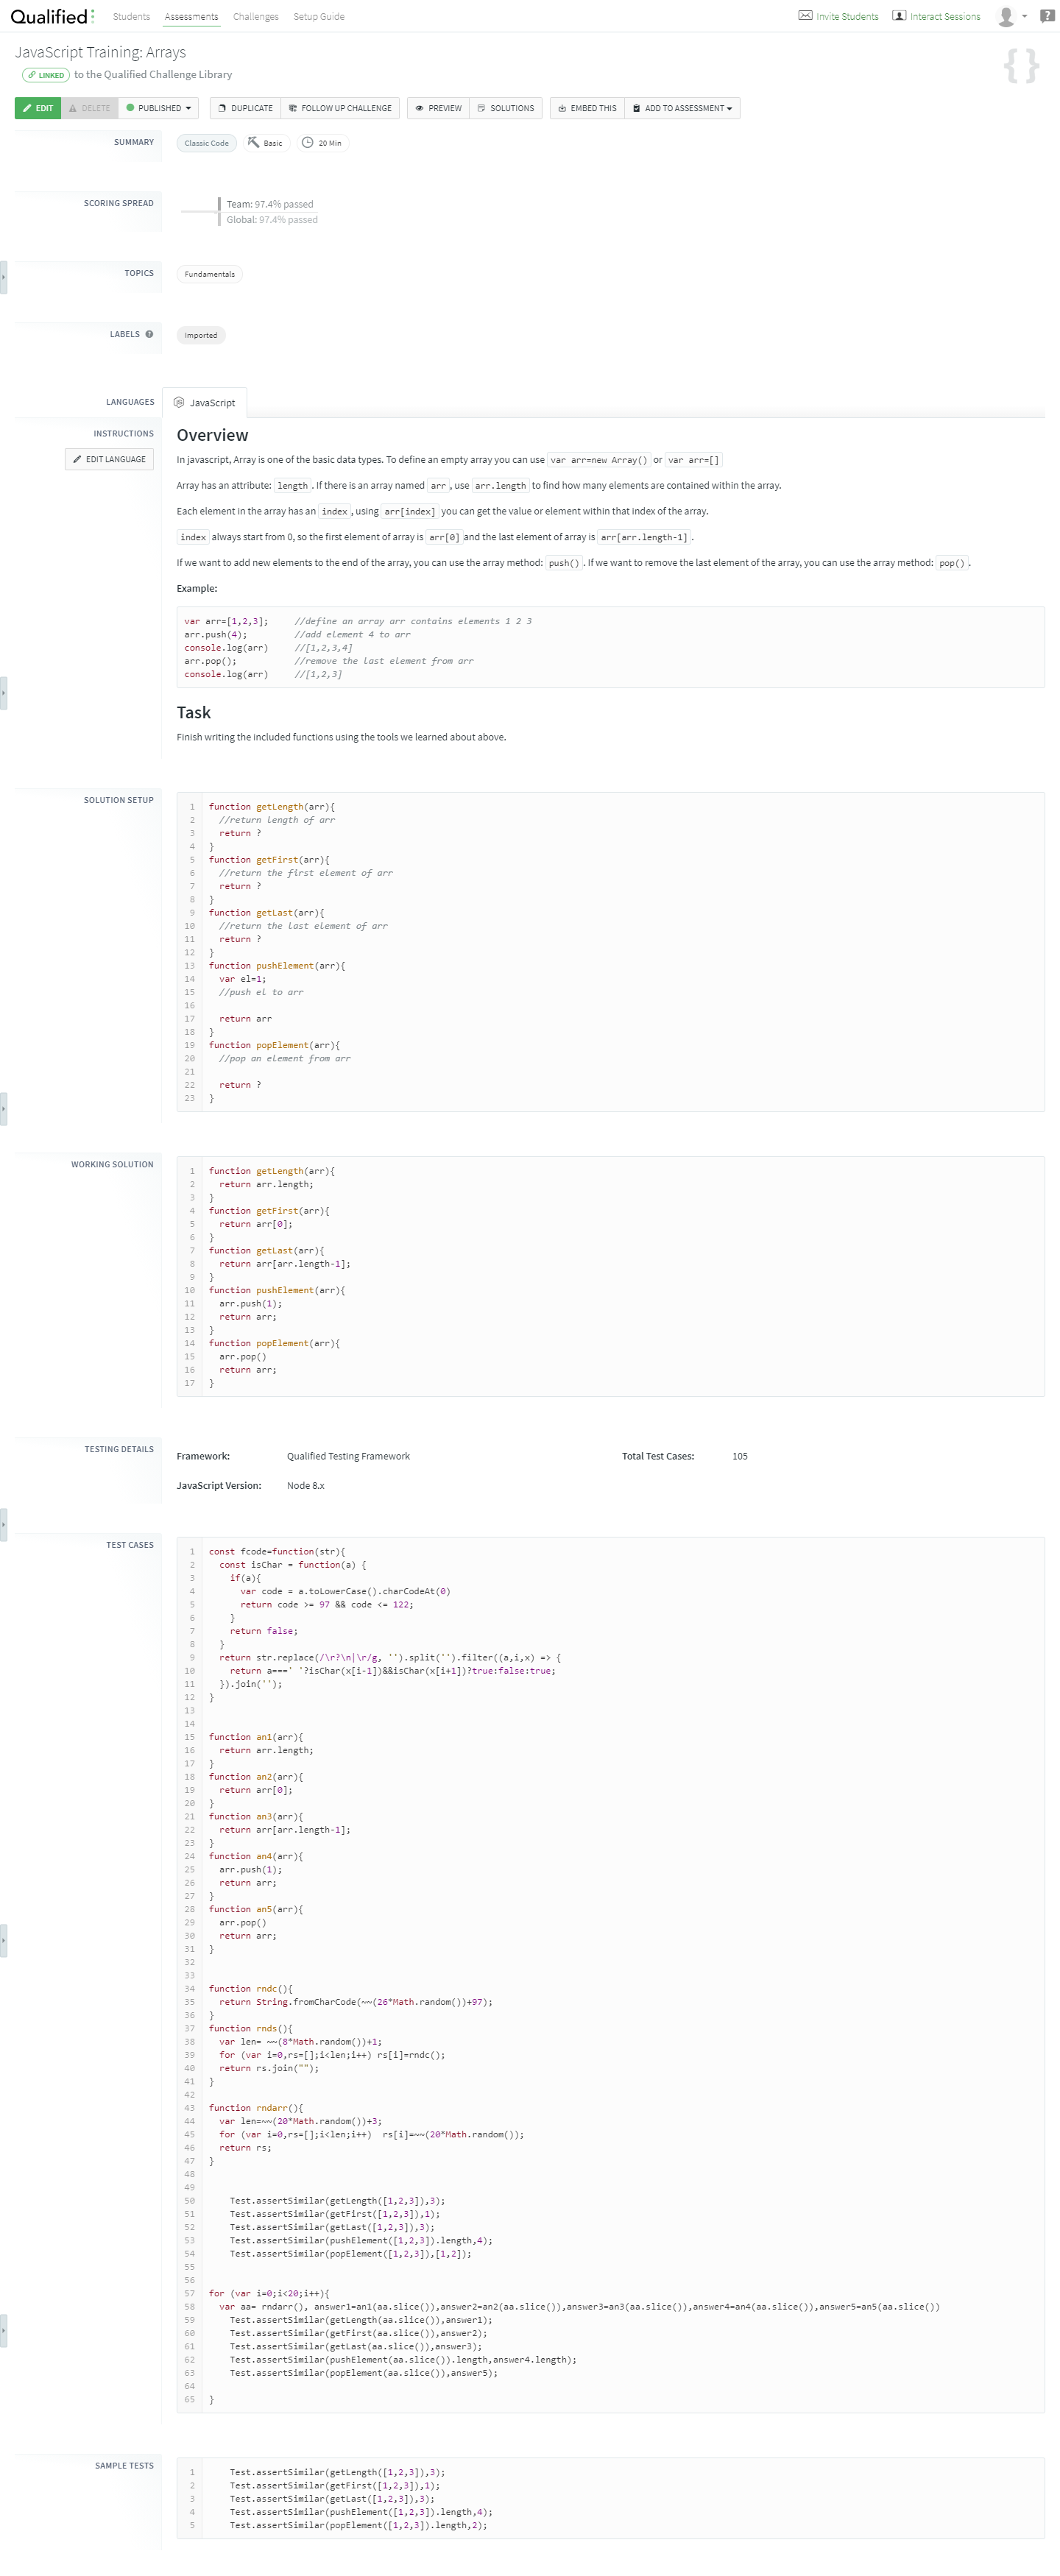 Qualified Students Assessments Challenges Setup Guide Invite Students Interact Sessions ?
JavaScript Training: Arrays
{ }
LINKED to the Qualified Challenge Library
EDIT DELETE PUBLISHED DUPLICATE FOLLOW UP CHALLENGE PREVIEW SOLUTIONS EMBED THIS ADD TO ASSESSMENT
SUMMARY Classic Code Basic 20 Min
SCORING SPREAD Team: 97.4% passed
Global: 97.4% passed
TOPICS Fundamentals
LABELS ? Imported
LANGUAGES JavaScript
INSTRUCTIONS
EDIT LANGUAGE
Overview
In javascript, Array is one of the basic data types. To define an empty array you can use var arr=new Array() or var arr=[]
Array has an attribute: length . If there is an array named arr , use arr.length to find how many elements are contained within the array.
Each element in the array has an index , using arr[index] you can get the value or element within that index of the array.
index always start from 0, so the first element of array is arr[0] and the last element of array is arr[arr.length-1] .
If we want to add new elements to the end of the array, you can use the array method: push() . If we want to remove the last element of the array, you can use the array method: pop() .
Example:
var arr=[1,2,3];     //define an array arr contains elements 1 2 3
arr.push(4);         //add element 4 to arr
console.log(arr)     //[1,2,3,4]
arr.pop();           //remove the last element from arr
console.log(arr)     //[1,2,3]
Task
Finish writing the included functions using the tools we learned about above.
SOLUTION SETUP
1 function getLength(arr){
2   //return length of arr
3   return ?
4 }
5 function getFirst(arr){
6   //return the first element of arr
7   return ?
8 }
9 function getLast(arr){
10   //return the last element of arr
11   return ?
12 }
13 function pushElement(arr){
14   var el=1;
15   //push el to arr
16
17   return arr
18 }
19 function popElement(arr){
20   //pop an element from arr
21
22   return ?
23 }
WORKING SOLUTION
1 function getLength(arr){
2   return arr.length;
3 }
4 function getFirst(arr){
5   return arr[0];
6 }
7 function getLast(arr){
8   return arr[arr.length-1];
9 }
10 function pushElement(arr){
11   arr.push(1);
12   return arr;
13 }
14 function popElement(arr){
15   arr.pop()
16   return arr;
17 }
TESTING DETAILS
Framework: Qualified Testing Framework Total Test Cases: 105
JavaScript Version: Node 8.x
TEST CASES
1 const fcode=function(str){
2   const isChar = function(a) {
3     if(a){
4       var code = a.toLowerCase().charCodeAt(0)
5       return code >= 97 && code <= 122;
6     }
7     return false;
8   }
9   return str.replace(/\r?\n|\r/g, '').split('').filter((a,i,x) => {
10     return a===' '?isChar(x[i-1])&&isChar(x[i+1])?true:false:true;
11   }).join('');
12 }
13
14
15 function an1(arr){
16   return arr.length;
17 }
18 function an2(arr){
19   return arr[0];
20 }
21 function an3(arr){
22   return arr[arr.length-1];
23 }
24 function an4(arr){
25   arr.push(1);
26   return arr;
27 }
28 function an5(arr){
29   arr.pop()
30   return arr;
31 }
32
33
34 function rndc(){
35   return String.fromCharCode(~~(26*Math.random())+97);
36 }
37 function rnds(){
38   var len= ~~(8*Math.random())+1;
39   for (var i=0,rs=[];i<len;i++) rs[i]=rndc();
40   return rs.join("");
41 }
42
43 function rndarr(){
44   var len=~~(20*Math.random())+3;
45   for (var i=0,rs=[];i<len;i++)  rs[i]=~~(20*Math.random());
46   return rs;
47 }
48
49
50     Test.assertSimilar(getLength([1,2,3]),3);
51     Test.assertSimilar(getFirst([1,2,3]),1);
52     Test.assertSimilar(getLast([1,2,3]),3);
53     Test.assertSimilar(pushElement([1,2,3]).length,4);
54     Test.assertSimilar(popElement([1,2,3]),[1,2]);
55
56
57 for (var i=0;i<20;i++){
58   var aa= rndarr(), answer1=an1(aa.slice()),answer2=an2(aa.slice()),answer3=an3(aa.slice()),answer4=an4(aa.slice()),answer5=an5(aa.slice())
59     Test.assertSimilar(getLength(aa.slice()),answer1);
60     Test.assertSimilar(getFirst(aa.slice()),answer2);
61     Test.assertSimilar(getLast(aa.slice()),answer3);
62     Test.assertSimilar(pushElement(aa.slice()).length,answer4.length);
63     Test.assertSimilar(popElement(aa.slice()),answer5);
64
65 }
SAMPLE TESTS
1     Test.assertSimilar(getLength([1,2,3]),3);
2     Test.assertSimilar(getFirst([1,2,3]),1);
3     Test.assertSimilar(getLast([1,2,3]),3);
4     Test.assertSimilar(pushElement([1,2,3]).length,4);
5     Test.assertSimilar(popElement([1,2,3]).length,2);